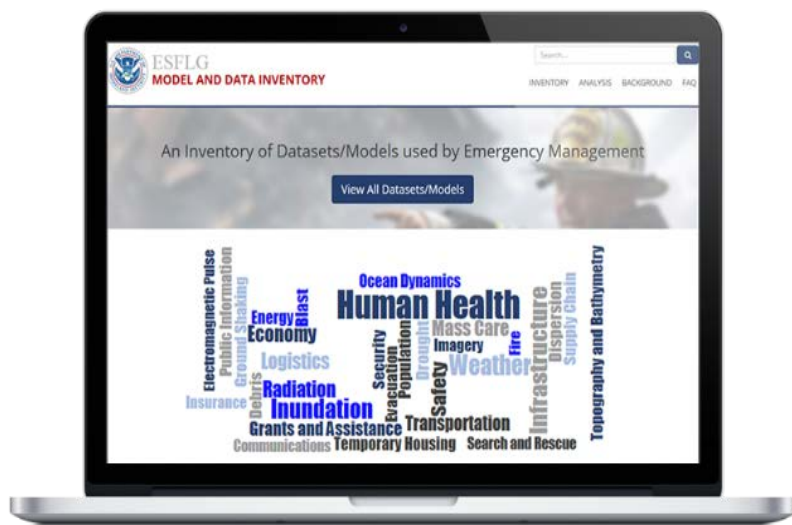 ESFLG
MODEL AND DATA INVENTORY
Search...
INVENTORY ANALYSIS BACKGROUND FAQ
An Inventory of Datasets/Models used by Emergency Management
View All Datasets/Models
Electromagnetic Pulse
Public Information
Ground Shaking
Ocean Dynamics
Human Health
Energy
Blast
Economy
Logistics
Security
Evacuation
Population
Drought
Mass Care
Imagery
Fire
Weather
Infrastructure
Dispersion
Supply Chain
Topography and Bathymetry
Insurance
Debris
Radiation
Inundation
Safety
Grants and Assistance
Transportation
Communications
Temporary Housing
Search and Rescue